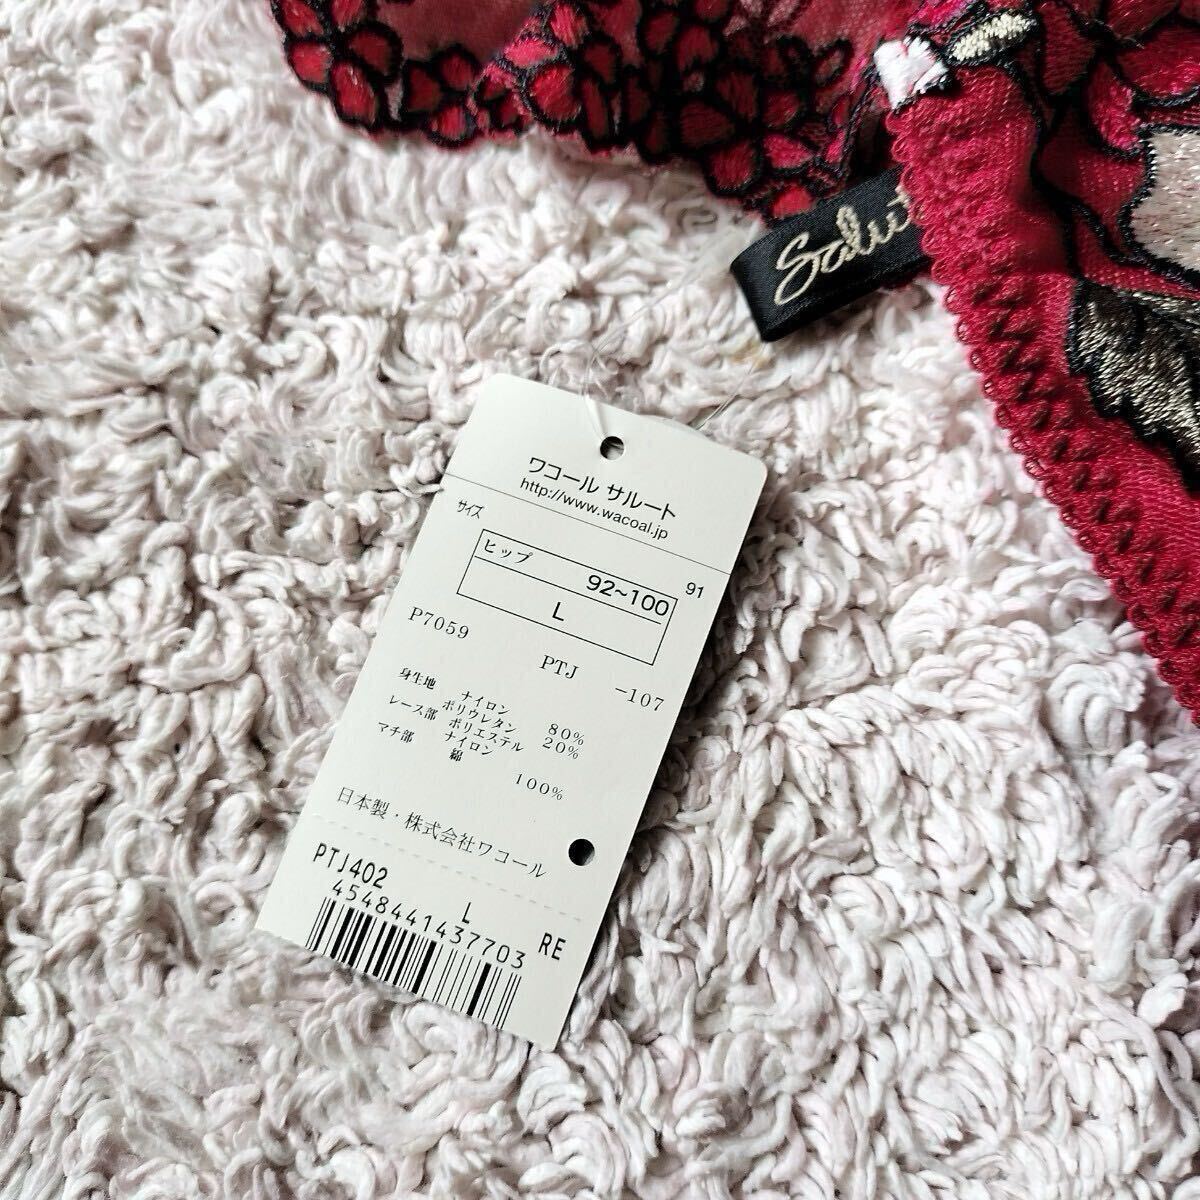 Salut
ワコール サルート
http://www.wacoal.jp
サイズ
91
ヒップ
92~100
L
P7059
PTJ -107
身生地 ナイロン 80%
ポリウレタン 20%
レース部 ポリエステル
ナイロン
マチ部 綿 100%
日本製・株式会社ワコール
PTJ402
L
RE
4548441437703